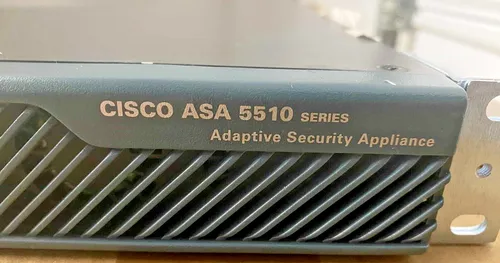 CISCO ASA 5510 SERIES
Adaptive Security Appliance